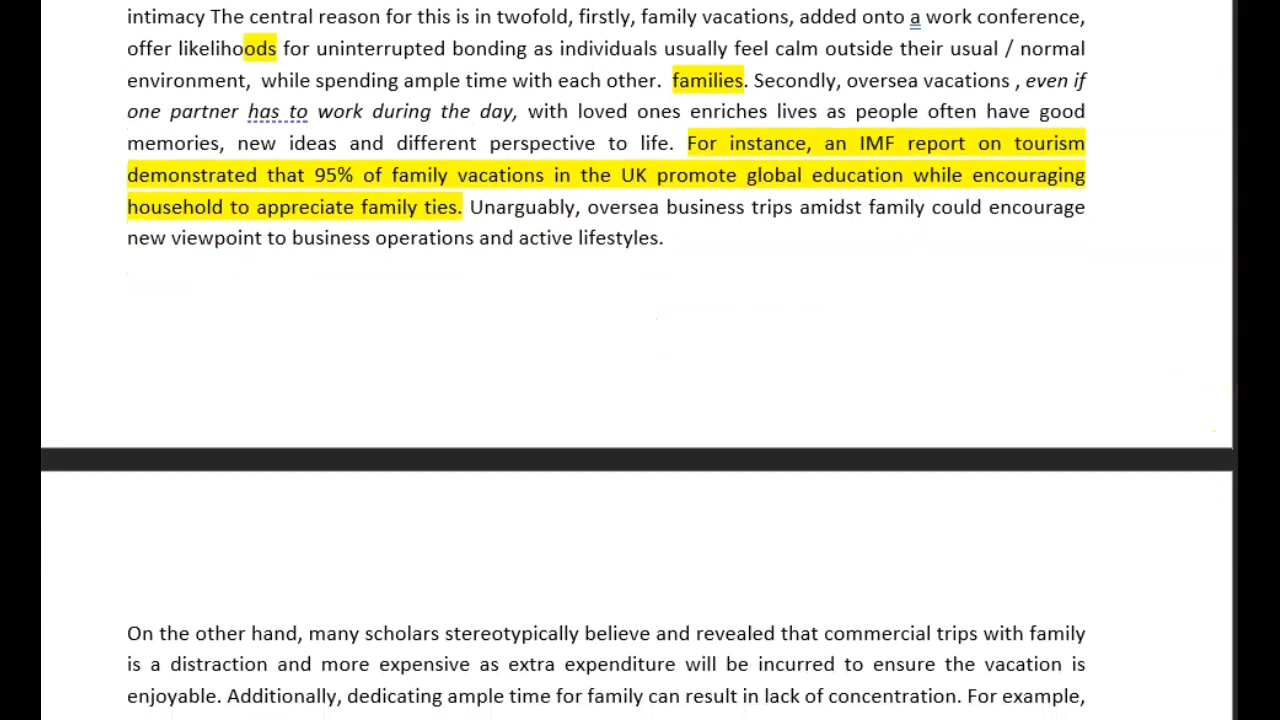 intimacy The central reason for this is in twofold, firstly, family vacations, added onto a work conference,
offer likelihoods for uninterrupted bonding as individuals usually feel calm outside their usual / normal
environment, while spending ample time with each other. families. Secondly, oversea vacations , even if
one partner has to work during the day, with loved ones enriches lives as people often have good
memories, new ideas and different perspective to life. For instance, an IMF report on tourism
demonstrated that 95% of family vacations in the UK promote global education while encouraging
household to appreciate family ties. Unarguably, oversea business trips amidst family could encourage
new viewpoint to business operations and active lifestyles.
On the other hand, many scholars stereotypically believe and revealed that commercial trips with family
is a distraction and more expensive as extra expenditure will be incurred to ensure the vacation is
enjoyable. Additionally, dedicating ample time for family can result in lack of concentration. For example,